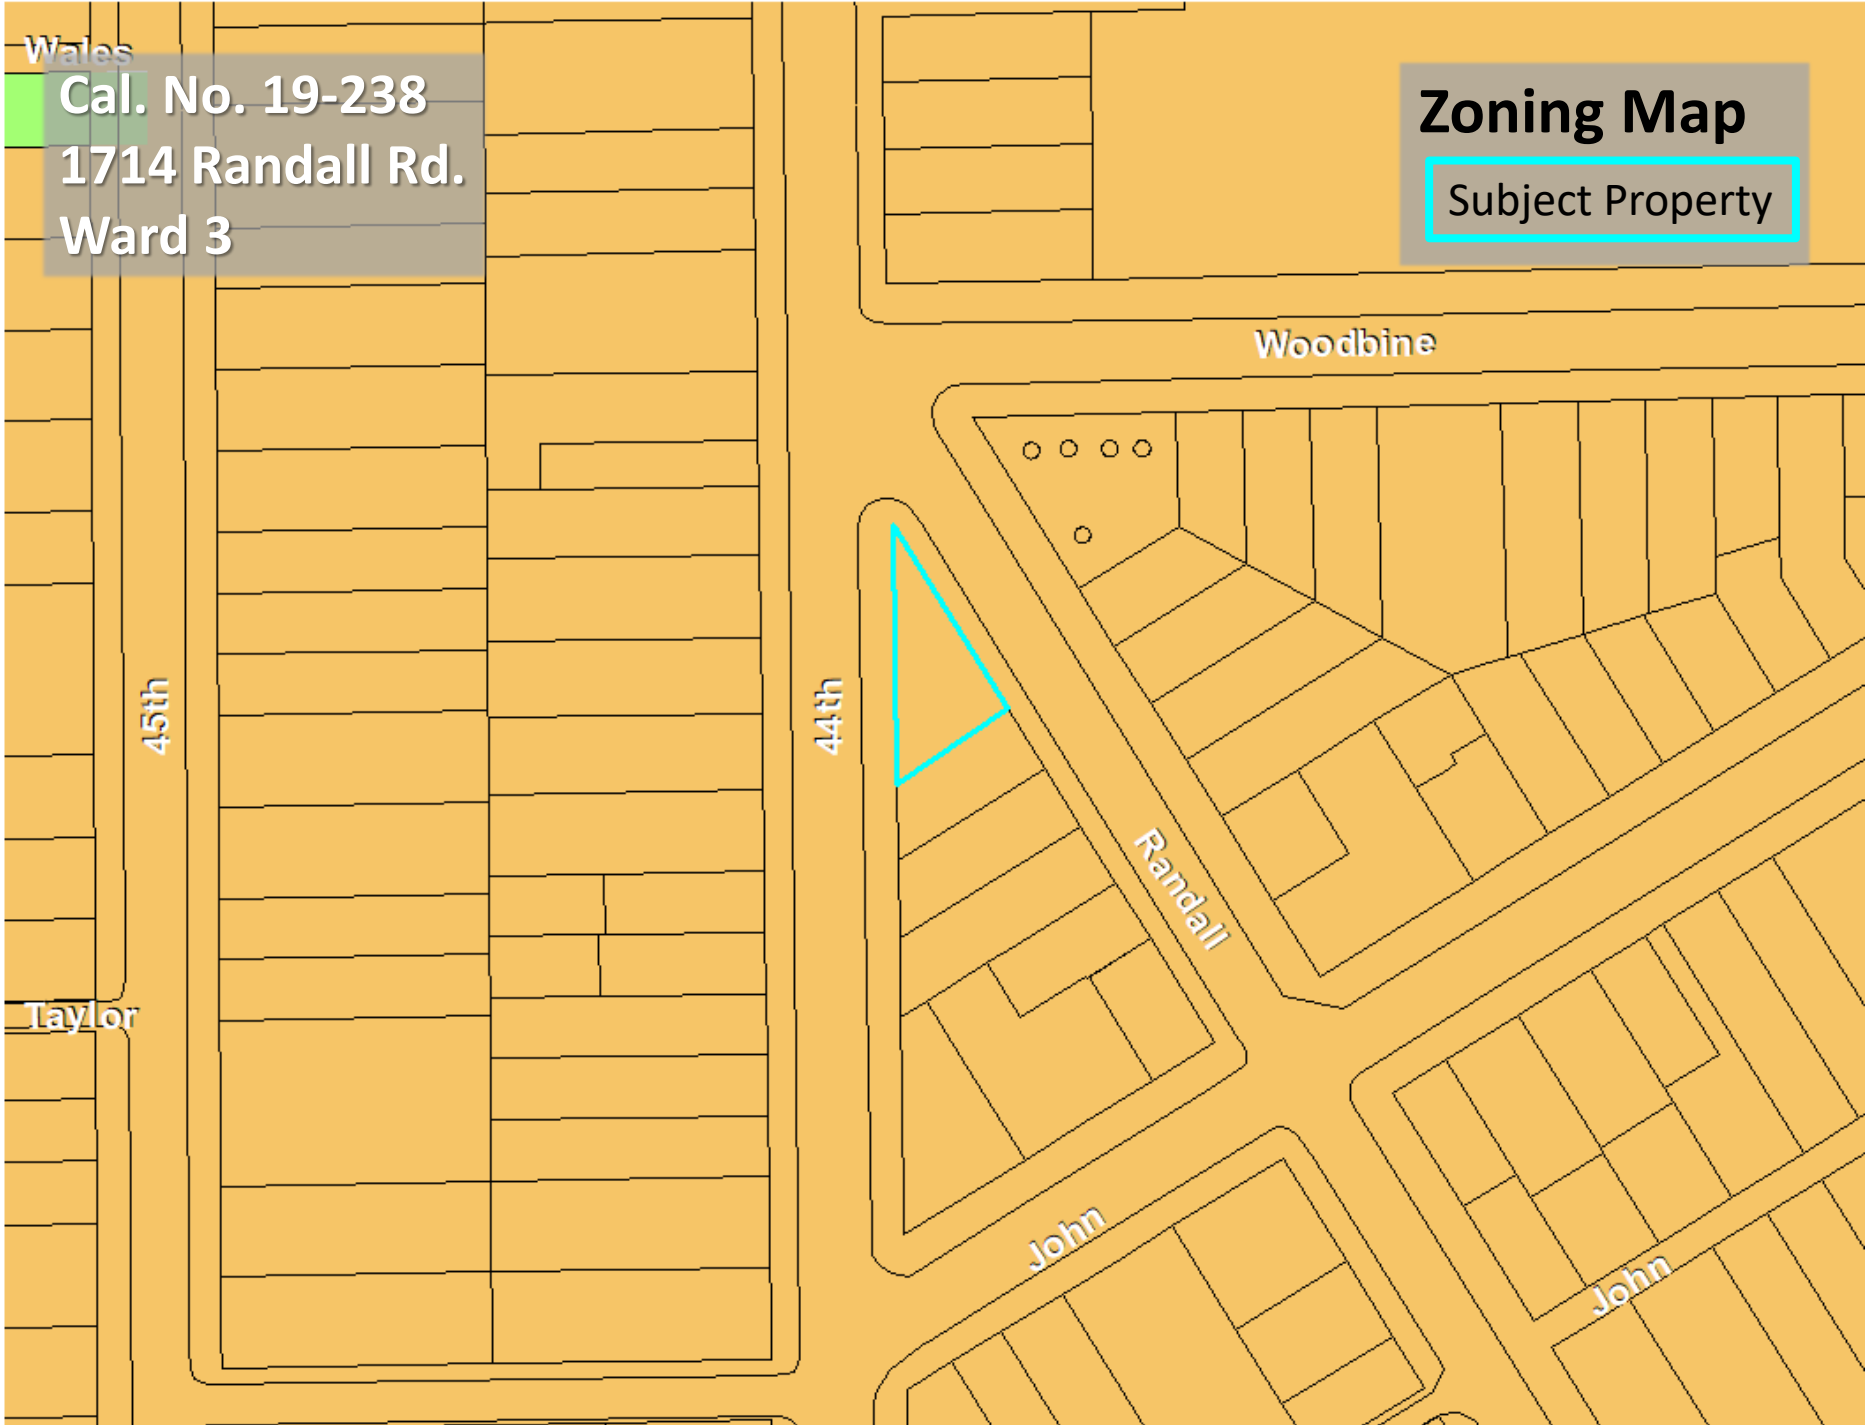 Wales
Cal. No. 19-238
1714 Randall Rd.
Ward 3
Zoning Map
Subject Property
Woodbine
45th
44th
Randall
Taylor
John
John